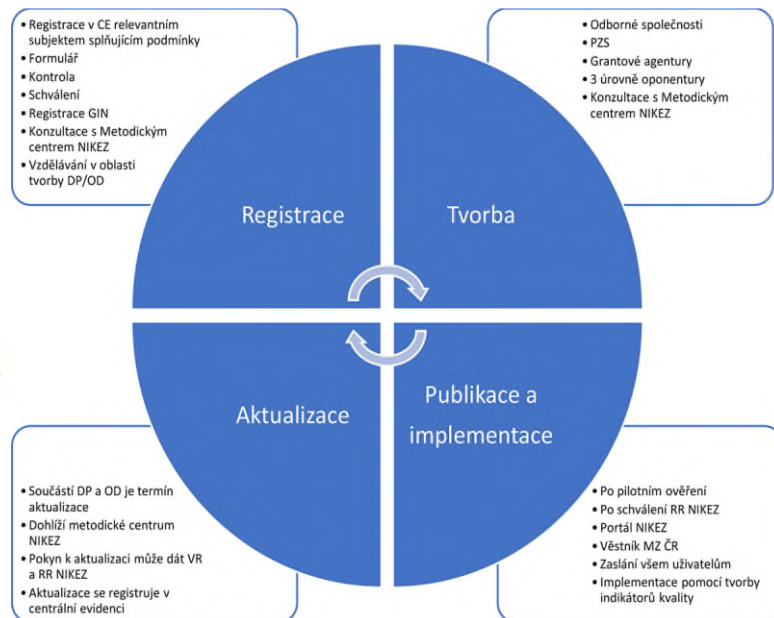 • Registrace v CE relevantním
subjektem splňujícím podmínky
• Formulář
• Kontrola
• Schválení
• Registrace GIN
• Konzultace s Metodickým
centrem NIKEZ
• Vzdělávání v oblasti
tvorby DP/OD
• Odborné společnosti
• PZS
• Grantové agentury
• 3 úrovně oponentury
• Konzultace s Metodickým
centrem NIKEZ
Registrace
Tvorba
Aktualizace
Publikace a
implementace
• Součástí DP a OD je termín
aktualizace
• Dohlíží metodické centrum
NIKEZ
• Pokyn k aktualizaci může dát VR
a RR NIKEZ
• Aktualizace se registruje v
centrální evidenci
• Po pilotním ověření
• Po schválení RR NIKEZ
• Portál NIKEZ
• Věstník MZ ČR
• Zaslání všem uživatelům
• Implementace pomocí tvorby
indikátorů kvality